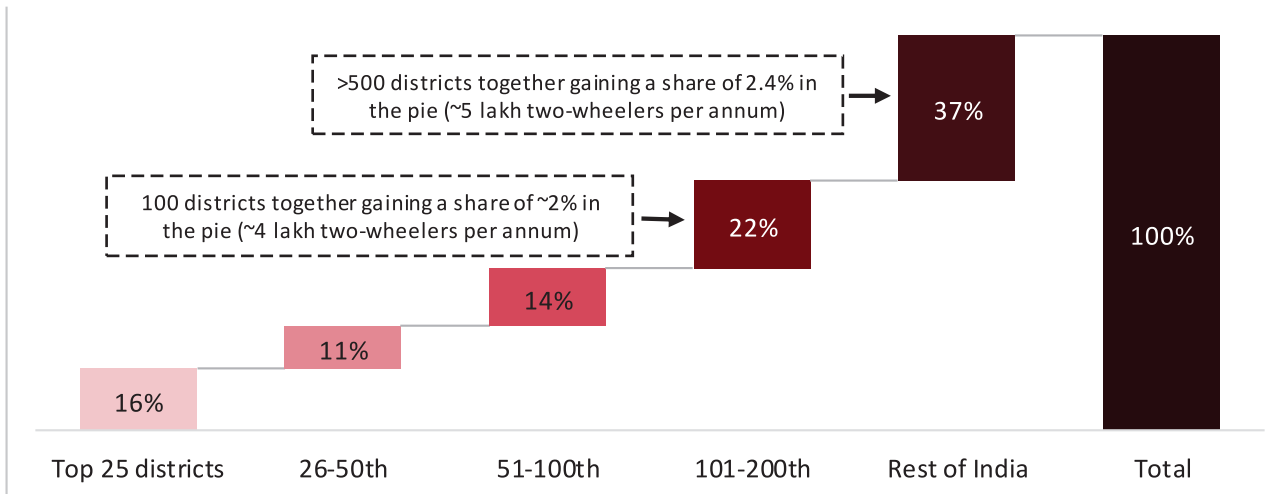 >500 districts together gaining a share of 2.4% in
the pie (~5 lakh two-wheelers per annum)
37%
100 districts together gaining a share of ~2% in
the pie (~4 lakh two-wheelers per annum)
22%
100%
14%
11%
16%
Top 25 districts
26-50th
51-100th
101-200th
Rest of India
Total